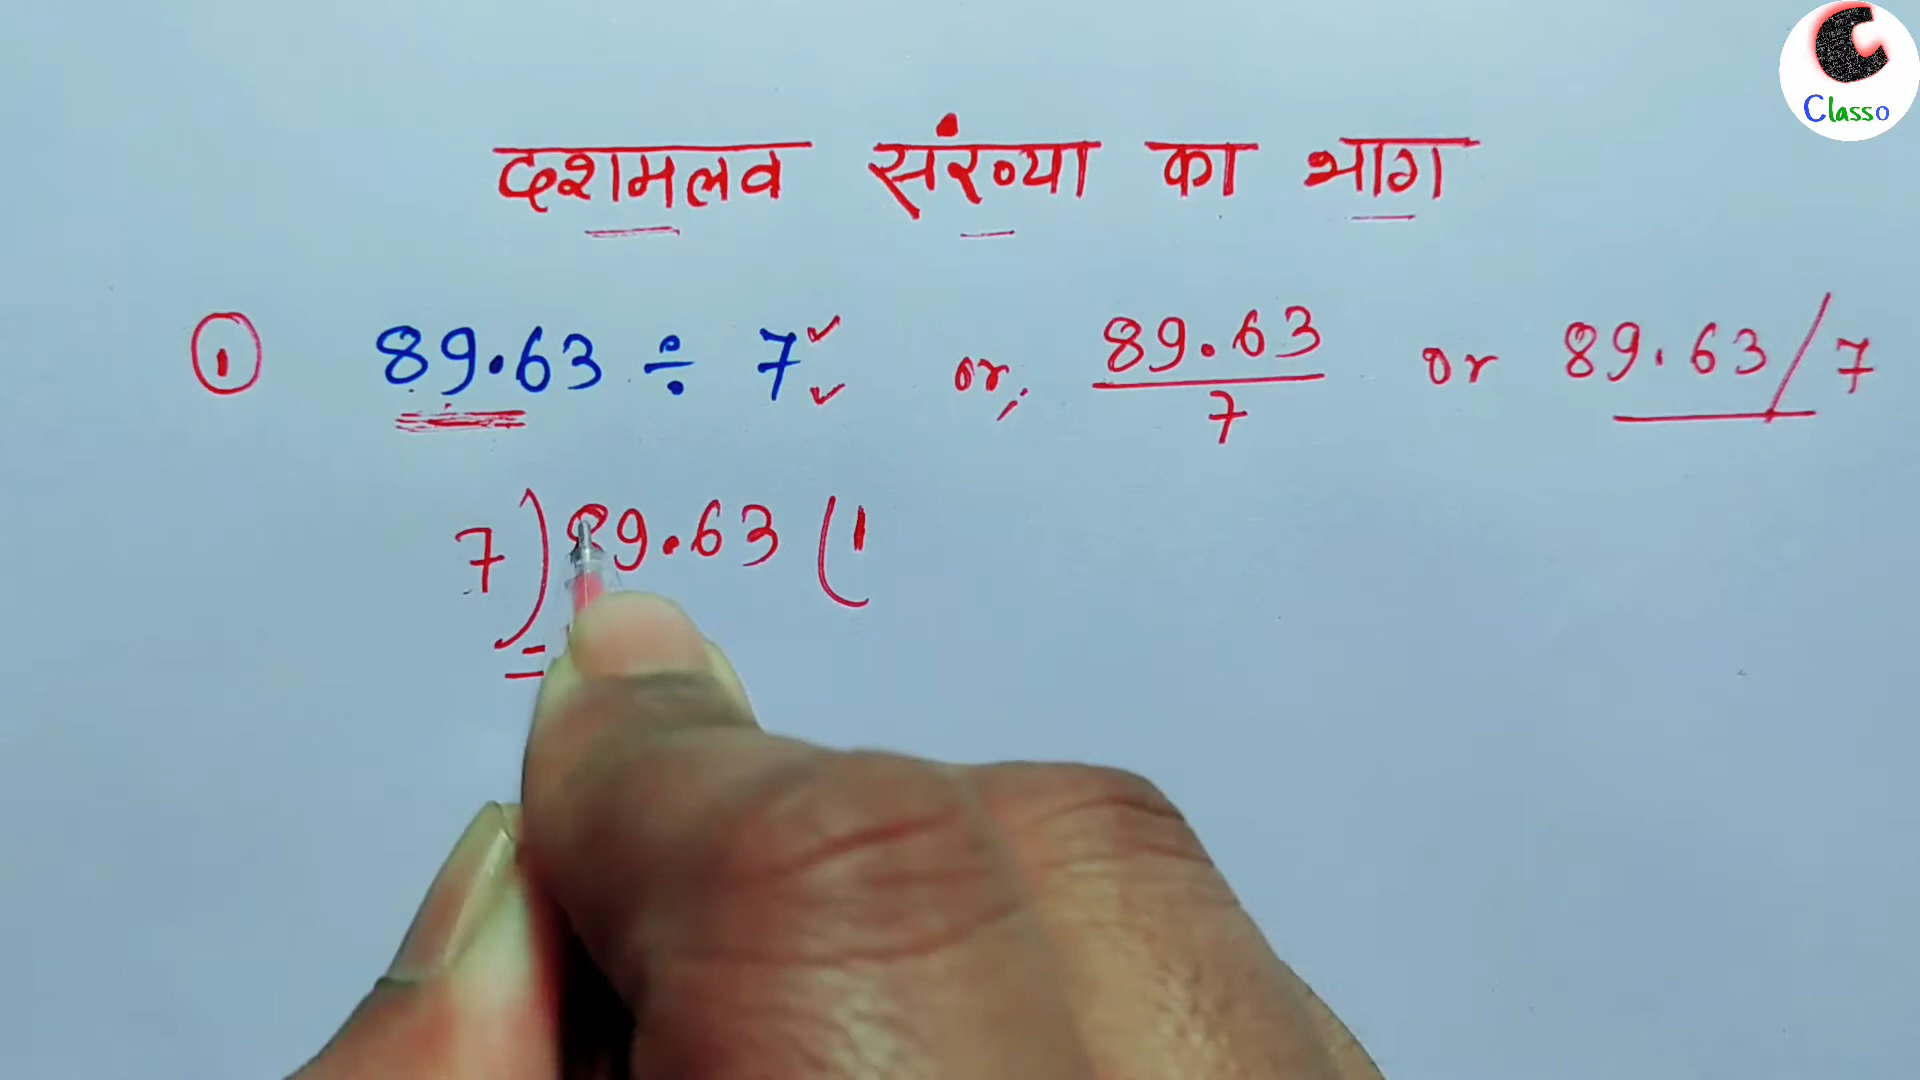 C
Classo
दशमलव संख्या का भाग
1 89.63 ÷ 7 or, 89.63/7 or 89.63/7
7)89.63(1